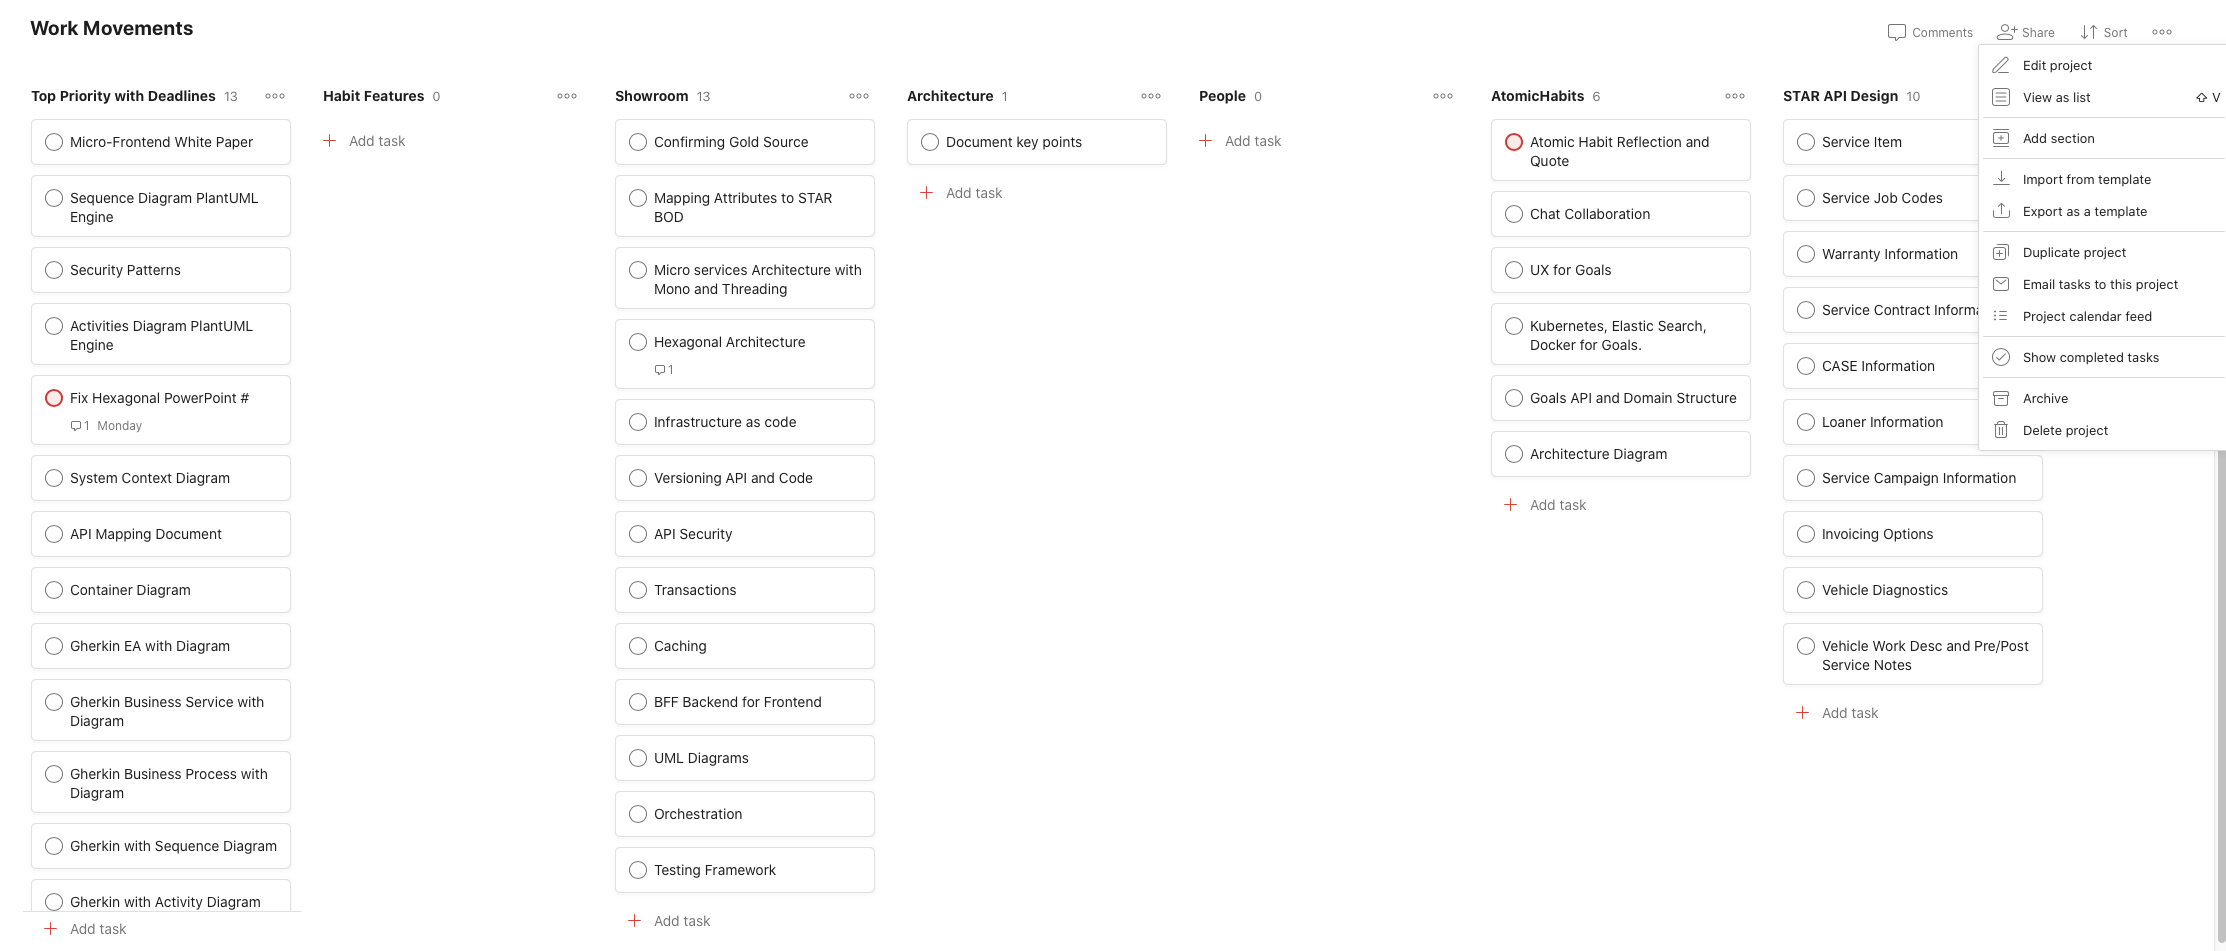 Work Movements
Comments
Share
Sort
Top Priority with Deadlines 13
Micro-Frontend White Paper
Sequence Diagram PlantUML
Engine
Security Patterns
Activities Diagram PlantUML
Engine
Fix Hexagonal PowerPoint #
1 Monday
System Context Diagram
API Mapping Document
Container Diagram
Gherkin EA with Diagram
Gherkin Business Service with
Diagram
Gherkin Business Process with
Diagram
Gherkin with Sequence Diagram
Gherkin with Activity Diagram
Add task
Habit Features 0
Add task
Showroom 13
Confirming Gold Source
Mapping Attributes to STAR
BOD
Micro services Architecture with
Mono and Threading
Hexagonal Architecture
1
Infrastructure as code
Versioning API and Code
API Security
Transactions
Caching
BFF Backend for Frontend
UML Diagrams
Orchestration
Testing Framework
Add task
Architecture 1
Document key points
Add task
People 0
Add task
AtomicHabits 6
Atomic Habit Reflection and
Quote
Chat Collaboration
UX for Goals
Kubernetes, Elastic Search,
Docker for Goals.
Goals API and Domain Structure
Architecture Diagram
Add task
STAR API Design 10
Service Item
Service Job Codes
Warranty Information
Service Contract Informa
CASE Information
Loaner Information
Service Campaign Information
Invoicing Options
Vehicle Diagnostics
Vehicle Work Desc and Pre/Post
Service Notes
Add task
Edit project
View as list ⇧ V
Add section
Import from template
Export as a template
Duplicate project
Email tasks to this project
Project calendar feed
Show completed tasks
Archive
Delete project